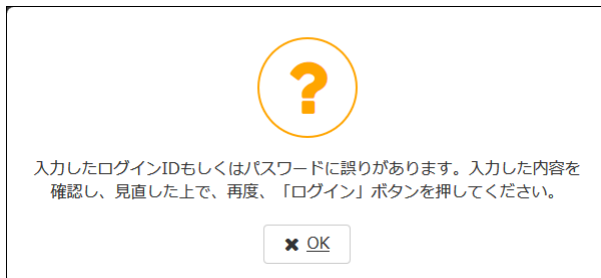 ?
入力したログインIDもしくはパスワードに誤りがあります。入力した内容を
確認し、見直した上で、再度、「ログイン」ボタンを押してください。
✖ OK